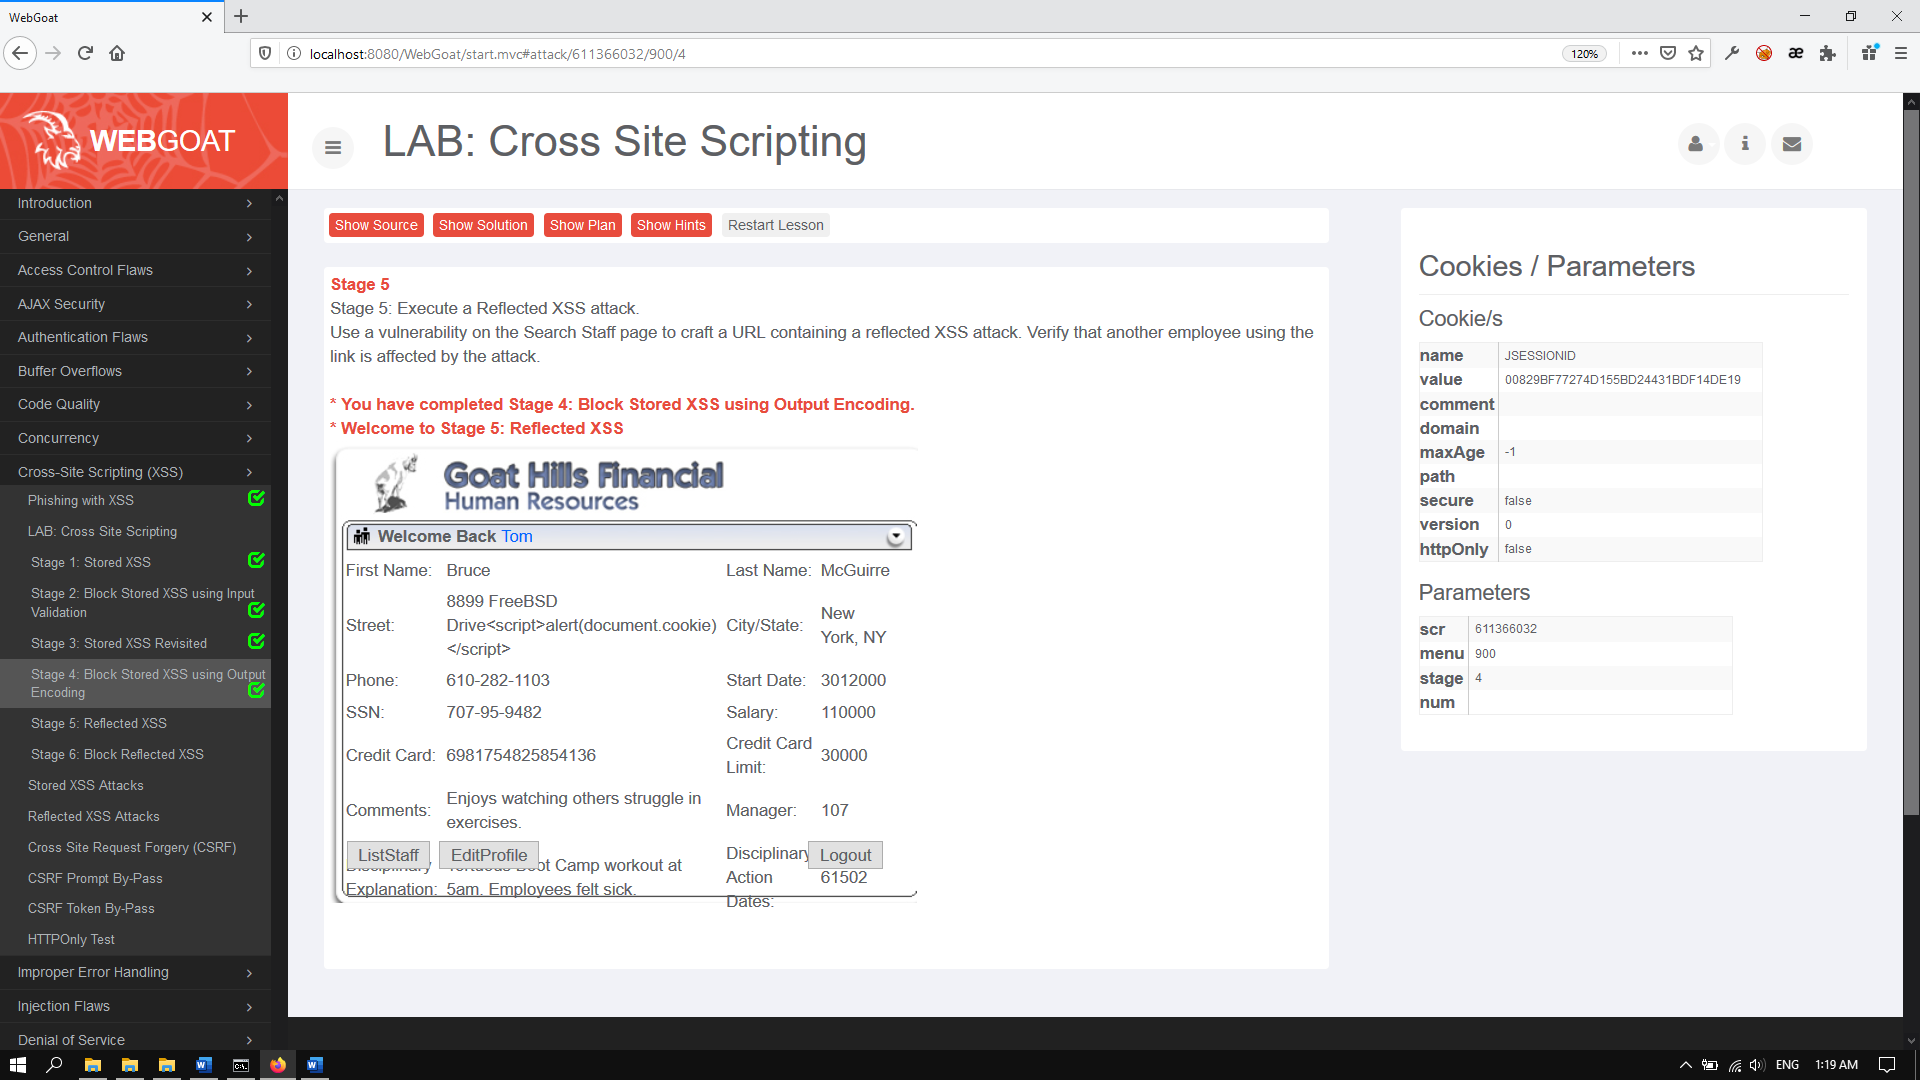 WebGoat
localhost:8080/WebGoat/start.mvc#attack/611366032/900/4
120%
WEBGOAT
LAB: Cross Site Scripting
Introduction
General
Access Control Flaws
AJAX Security
Authentication Flaws
Buffer Overflows
Code Quality
Concurrency
Cross-Site Scripting (XSS)
Phishing with XSS
LAB: Cross Site Scripting
Stage 1: Stored XSS
Stage 2: Block Stored XSS using Input
Validation
Stage 3: Stored XSS Revisited
Stage 4: Block Stored XSS using Output
Encoding
Stage 5: Reflected XSS
Stage 6: Block Reflected XSS
Stored XSS Attacks
Reflected XSS Attacks
Cross Site Request Forgery (CSRF)
CSRF Prompt By-Pass
CSRF Token By-Pass
HTTPOnly Test
Improper Error Handling
Injection Flaws
Denial of Service
Show Source Show Solution Show Plan Show Hints Restart Lesson
Stage 5
Stage 5: Execute a Reflected XSS attack.
Use a vulnerability on the Search Staff page to craft a URL containing a reflected XSS attack. Verify that another employee using the
link is affected by the attack.
* You have completed Stage 4: Block Stored XSS using Output Encoding.
* Welcome to Stage 5: Reflected XSS
Goat Hills Financial
Human Resources
Welcome Back Tom
First Name: Bruce Last Name: McGuirre
Street: 8899 FreeBSD
Drive<script>alert(document.cookie)
</script>
City/State: New
York, NY
Phone: 610-282-1103 Start Date: 3012000
SSN: 707-95-9482 Salary: 110000
Credit Card: 6981754825854136 Credit Card
Limit: 30000
Comments: Enjoys watching others struggle in
exercises.
Manager: 107
ListStaff EditProfile Logout
Boot Camp workout at
Explanation: 5am. Employees felt sick.
Disciplinary
Action
Dates:
61502
Cookies / Parameters
Cookie/s
name JSESSIONID
value 00829BF77274D155BD24431BDF14DE19
comment
domain
maxAge -1
path
secure false
version 0
httpOnly false
Parameters
scr 611366032
menu 900
stage 4
num
ENG 1:19 AM